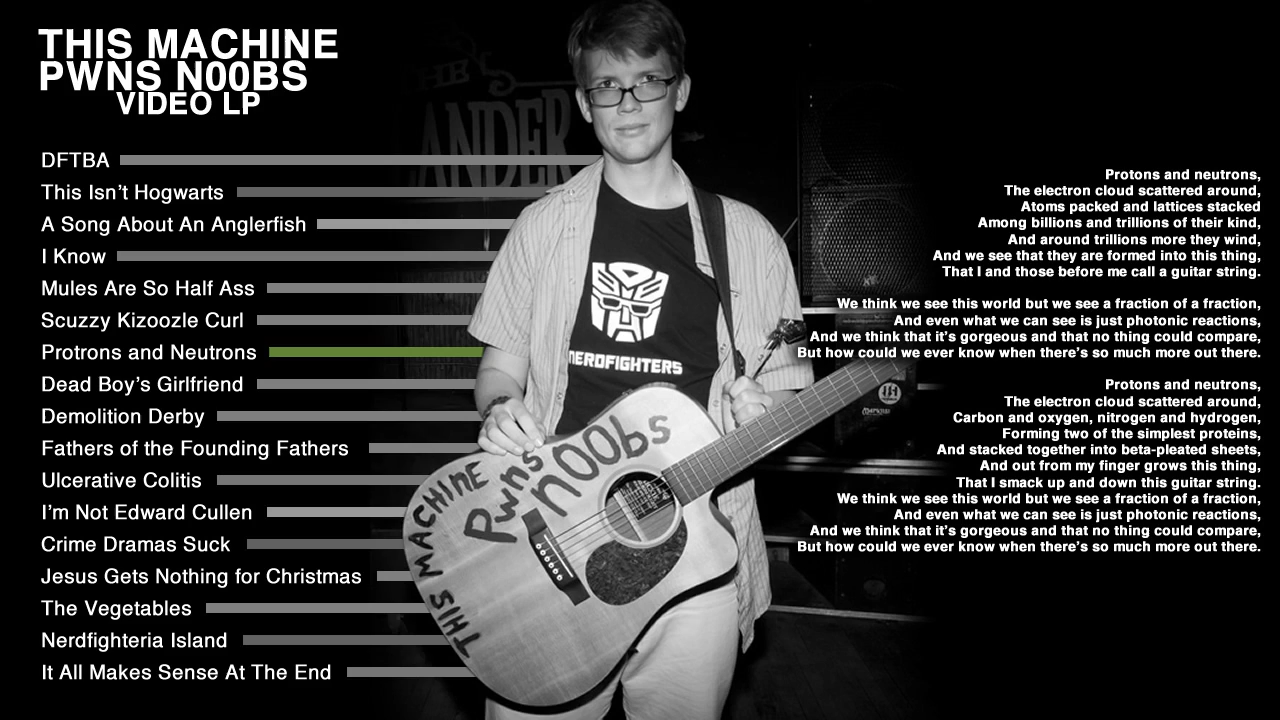 THIS MACHINE
PWNS N00BS
VIDEO LP
DFTBA
This Isn't Hogwarts
A Song About An Anglerfish
I Know
Mules Are So Half Ass
Scuzzy Kizoozle Curl
Protrons and Neutrons
Dead Boy's Girlfriend
Demolition Derby
Fathers of the Founding Fathers
Ulcerative Colitis
I'm Not Edward Cullen
Crime Dramas Suck
Jesus Gets Nothing for Christmas
The Vegetables
Nerdfighteria Island
It All Makes Sense At The End
THE
ANDER
NERDFIGHTERS
THIS MACHINE
Pwns
n00bs
Protons and neutrons,
The electron cloud scattered around,
Atoms packed and lattices stacked
Among billions and trillions of their kind,
And around trillions more they wind,
And we see that they are formed into this thing,
That I and those before me call a guitar string.
We think we see this world but we see a fraction of a fraction,
And even what we can see is just photonic reactions,
And we think that it's gorgeous and that no thing could compare,
But how could we ever know when there's so much more out there.
Protons and neutrons,
The electron cloud scattered around,
Carbon and oxygen, nitrogen and hydrogen,
Forming two of the simplest proteins,
And stacked together into beta-pleated sheets,
And out from my finger grows this thing,
That I smack up and down this guitar string.
We think we see this world but we see a fraction of a fraction,
And even what we can see is just photonic reactions,
And we think that it's gorgeous and that no thing could compare,
But how could we ever know when there's so much more out there.